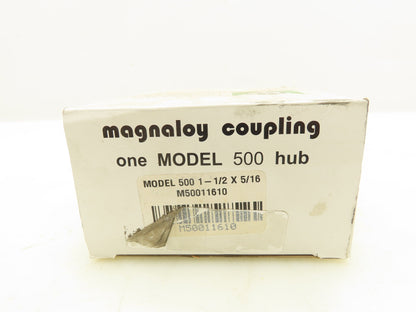 magnaloy coupling
one MODEL 500 hub
MODEL 500 1-1/2 X 5/16
M50011610
M50011610